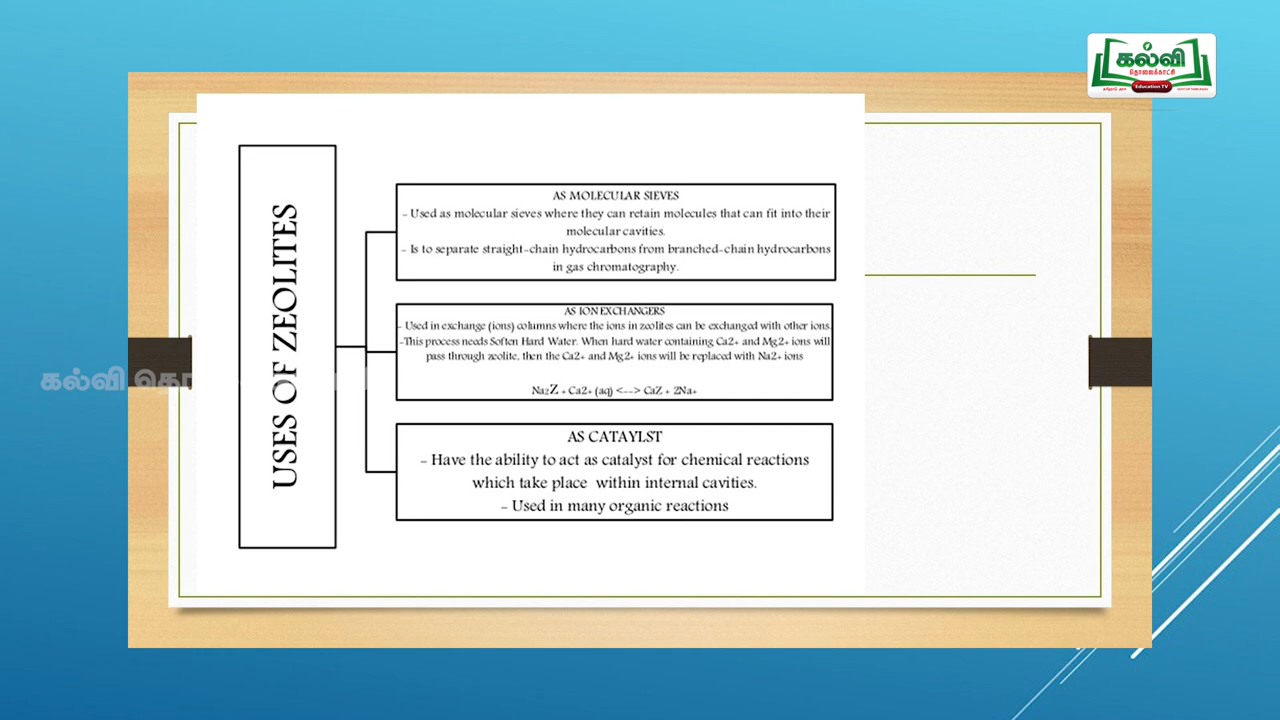 கல்வி
தொலைக்காட்சி
Education TV
USES OF ZEOLITES
AS MOLECULAR SIEVES
- Used as molecular sieves where they can retain molecules that can fit into their
molecular cavities.
- Is to separate straight-chain hydrocarbons from branched-chain hydrocarbons
in gas chromatography.
AS ION EXCHANGERS
- Used in exchange (ions) columns where the ions in zeolites can be exchanged with other ions.
-This process needs Soften Hard Water. When hard water containing Ca2+ and Mg2+ ions will
pass through zeolite, then the Ca2+ and Mg2+ ions will be replaced with Na2+ ions
Na2Z + Ca2+ (aq) <--> CaZ + 2Na+
AS CATAYLST
- Have the ability to act as catalyst for chemical reactions
which take place within internal cavities.
- Used in many organic reactions
கல்வி